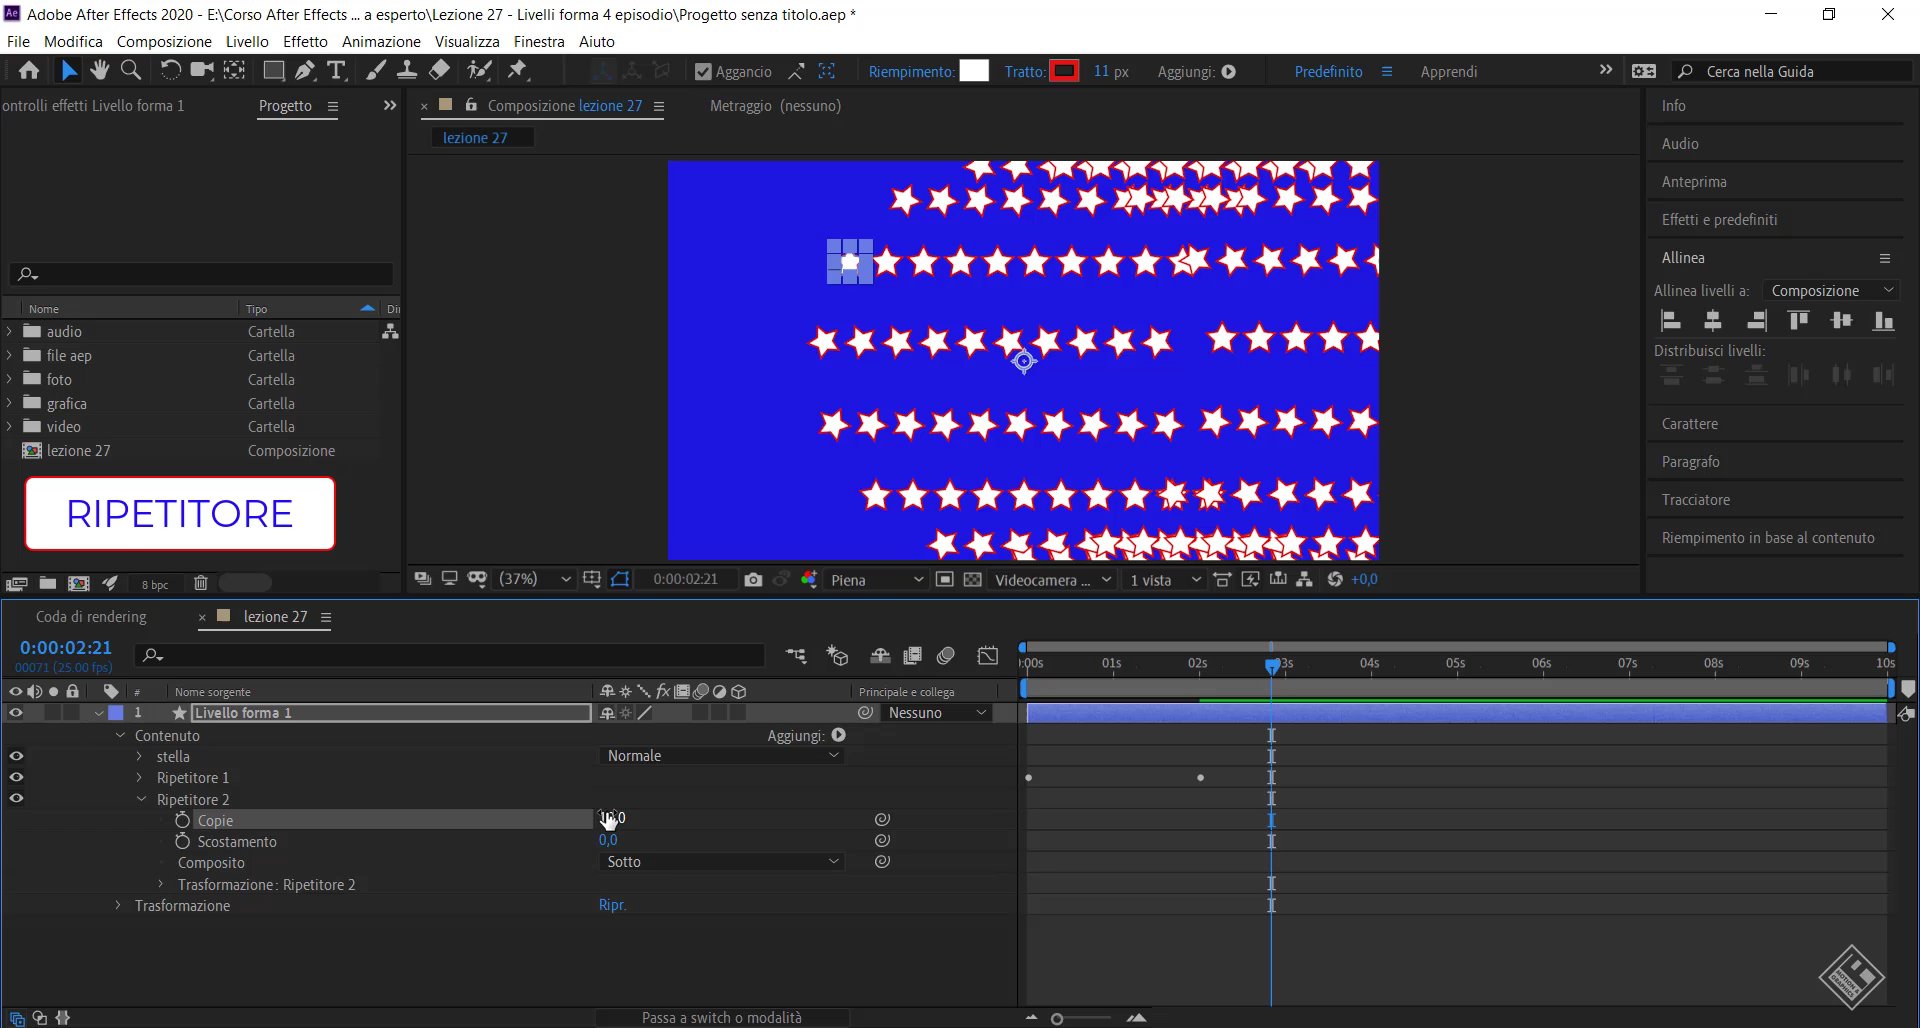 Adobe After Effects 2020 - E:\Corso After Effects ... a esperto\Lezione 27 - Livelli forma 4 episodio\Progetto senza titolo.aep *
File Modifica Composizione Livello Effetto Animazione Visualizza Finestra Aiuto
Aggancio Riempimento: Tratto: 11 px Aggiungi: Predefinito Apprendi Cerca nella Guida
ontrolli effetti Livello forma 1 Progetto Composizione lezione 27 Metraggio (nessuno) Info
lezione 27
Audio
Anteprima
Effetti e predefiniti
Allinea
Allinea livelli a: Composizione
Distribuisci livelli:
Carattere
Paragrafo
Tracciatore
Riempimento in base al contenuto
Nome Tipo Di
audio Cartella
file aep Cartella
foto Cartella
grafica Cartella
video Cartella
lezione 27 Composizione
RIPETITORE
8 bpc
(37%) 0:00:02:21 Piena Videocamera ... 1 vista +0,0
Coda di rendering lezione 27
0:00:02:21
00071 (25.00 fps)
:00s 01s 02s 03s 04s 05s 06s 07s 08s 09s 10s
# Nome sorgente Principale e collega
1 Livello forma 1 Nessuno
Contenuto Aggiungi:
stella Normale
Ripetitore 1
Ripetitore 2
Copie
Scostamento 0,0
Composito Sotto
Trasformazione: Ripetitore 2
Trasformazione Ripr.
Passa a switch o modalità